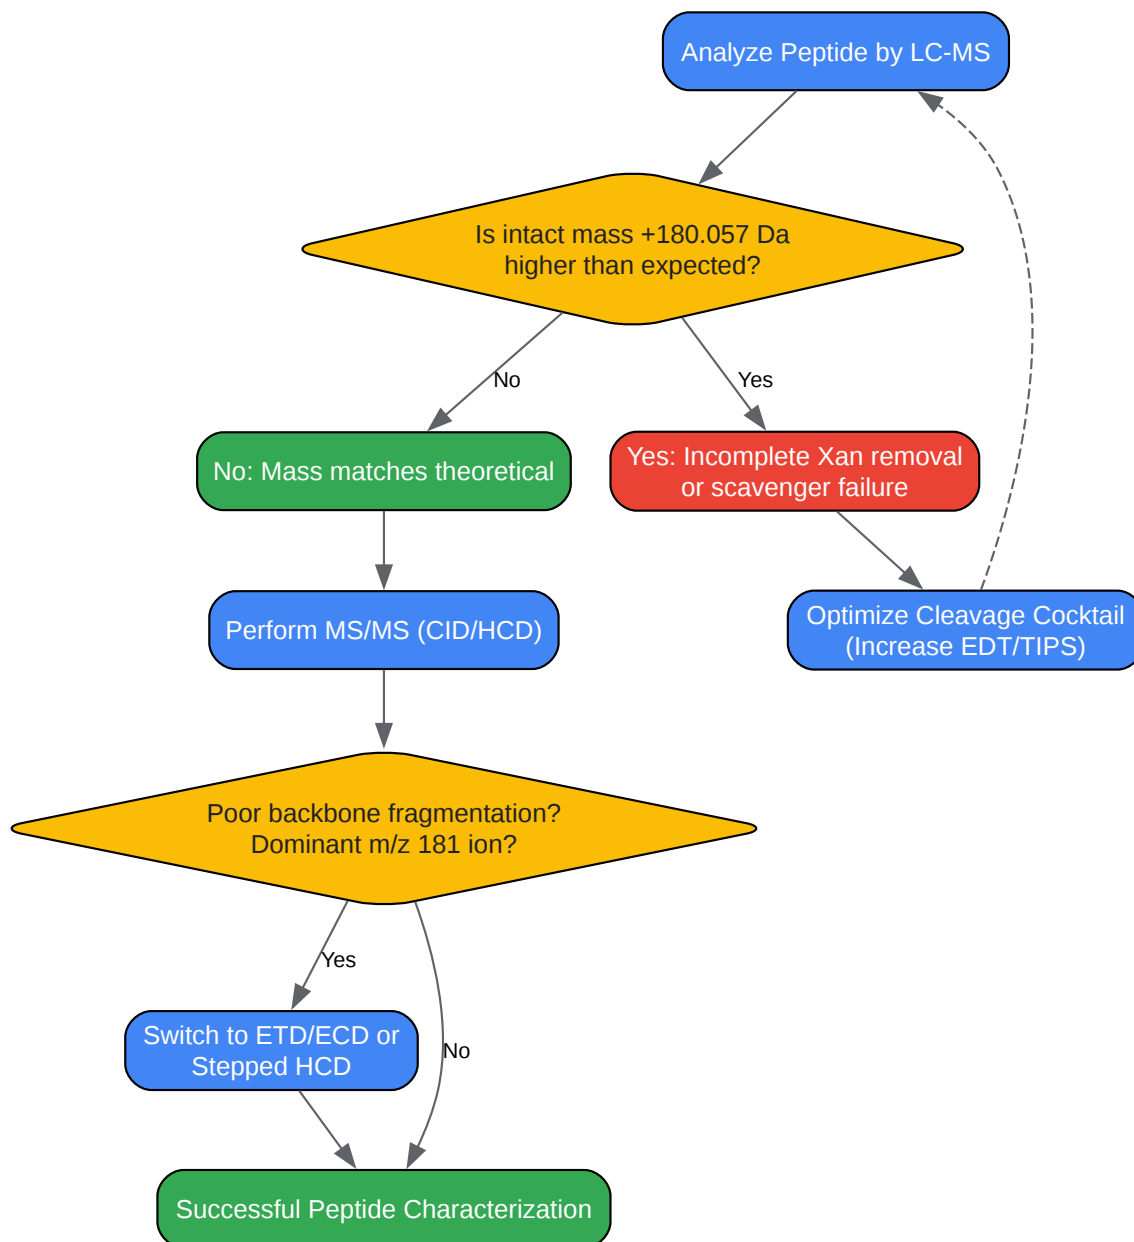 Analyze Peptide by LC-MS
Is intact mass +180.057 Da
higher than expected?
No
Yes
No: Mass matches theoretical
Yes: Incomplete Xan removal
or scavenger failure
Perform MS/MS (CID/HCD)
Optimize Cleavage Cocktail
(Increase EDT/TIPS)
Poor backbone fragmentation?
Dominant m/z 181 ion?
Yes
No
Switch to ETD/ECD or
Stepped HCD
Successful Peptide Characterization